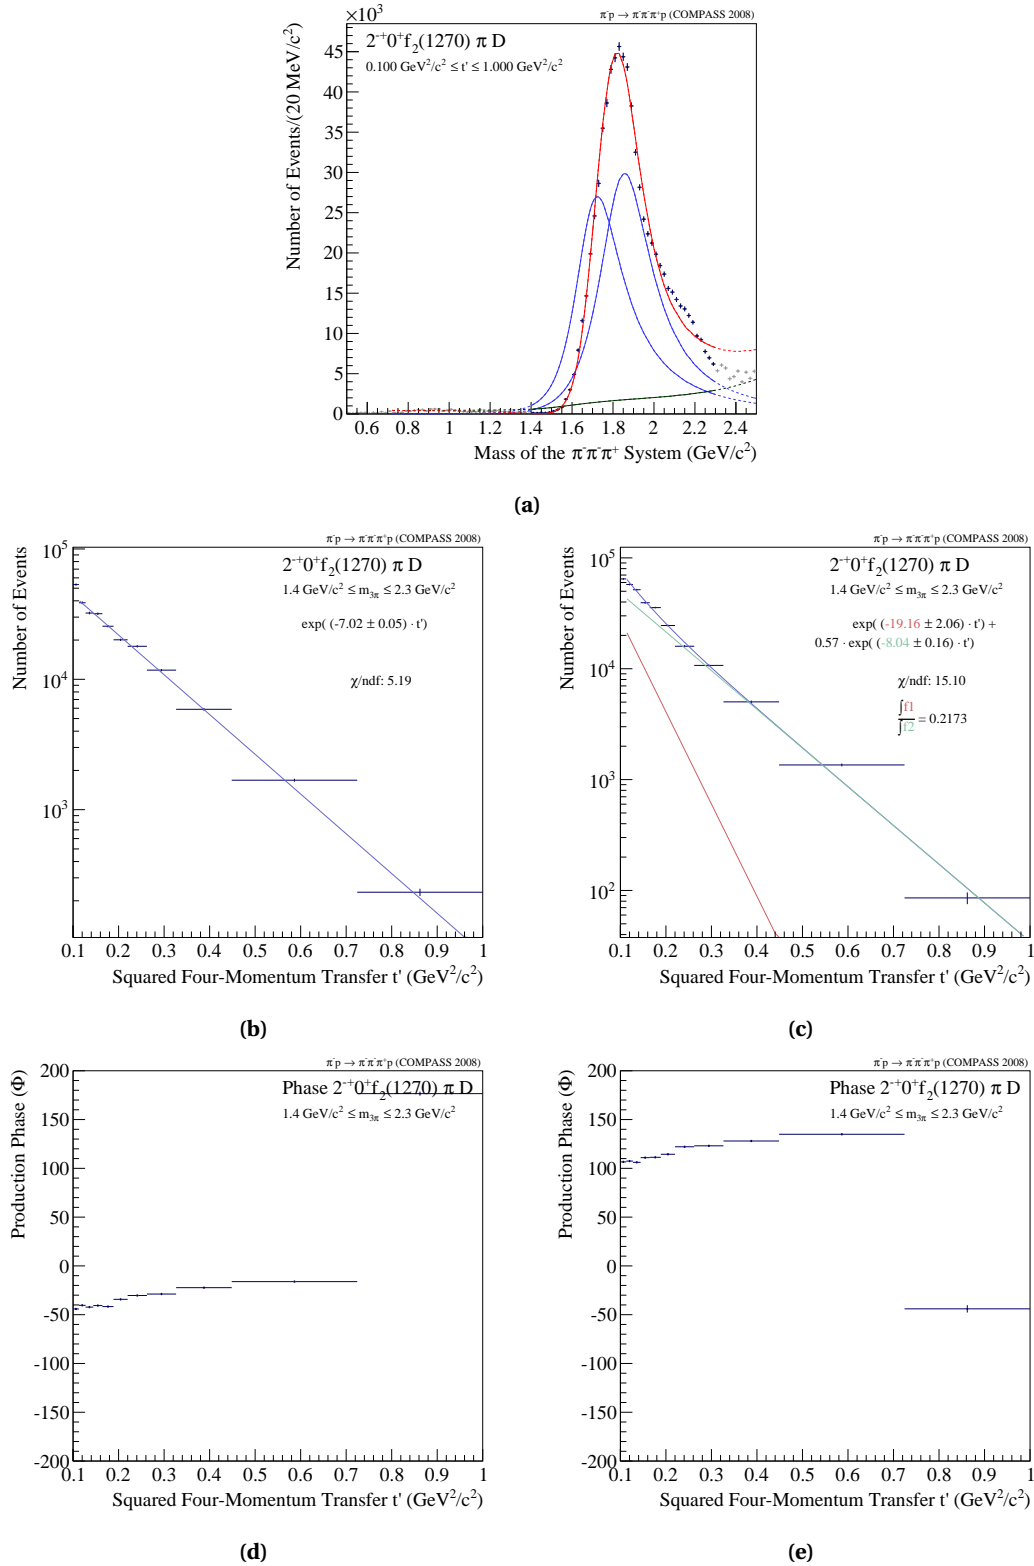 ×10³
π⁻p → π⁻π⁻π⁺p (COMPASS 2008)
2⁻⁺0⁺f₂(1270) π D
0.100 GeV²/c² ≤ t' ≤ 1.000 GeV²/c²
Number of Events/(20 MeV/c²)
45
40
35
30
25
20
15
10
5
0
0.6 0.8 1 1.2 1.4 1.6 1.8 2 2.2 2.4
Mass of the π⁻π⁻π⁺ System (GeV/c²)
(a)
π⁻p → π⁻π⁻π⁺p (COMPASS 2008)
2⁻⁺0⁺f₂(1270) π D
1.4 GeV/c² ≤ m₃π ≤ 2.3 GeV/c²
exp( (-7.02 ± 0.05) · t')
χ/ndf: 5.19
Number of Events
10⁵
10⁴
10³
0.1 0.2 0.3 0.4 0.5 0.6 0.7 0.8 0.9 1
Squared Four-Momentum Transfer t' (GeV²/c²)
(b)
π⁻p → π⁻π⁻π⁺p (COMPASS 2008)
2⁻⁺0⁺f₂(1270) π D
1.4 GeV/c² ≤ m₃π ≤ 2.3 GeV/c²
exp( (-19.16 ± 2.06) · t') +
0.57 · exp( (-8.04 ± 0.16) · t')
χ/ndf: 15.10
∫f1
∫f2 = 0.2173
Number of Events
10⁵
10⁴
10³
10²
0.1 0.2 0.3 0.4 0.5 0.6 0.7 0.8 0.9 1
Squared Four-Momentum Transfer t' (GeV²/c²)
(c)
π⁻p → π⁻π⁻π⁺p (COMPASS 2008)
Phase 2⁻⁺0⁺f₂(1270) π D
1.4 GeV/c² ≤ m₃π ≤ 2.3 GeV/c²
Production Phase (Φ)
200
150
100
50
0
-50
-100
-150
-200
0.1 0.2 0.3 0.4 0.5 0.6 0.7 0.8 0.9 1
Squared Four-Momentum Transfer t' (GeV²/c²)
(d)
π⁻p → π⁻π⁻π⁺p (COMPASS 2008)
Phase 2⁻⁺0⁺f₂(1270) π D
1.4 GeV/c² ≤ m₃π ≤ 2.3 GeV/c²
Production Phase (Φ)
200
150
100
50
0
-50
-100
-150
-200
0.1 0.2 0.3 0.4 0.5 0.6 0.7 0.8 0.9 1
Squared Four-Momentum Transfer t' (GeV²/c²)
(e)